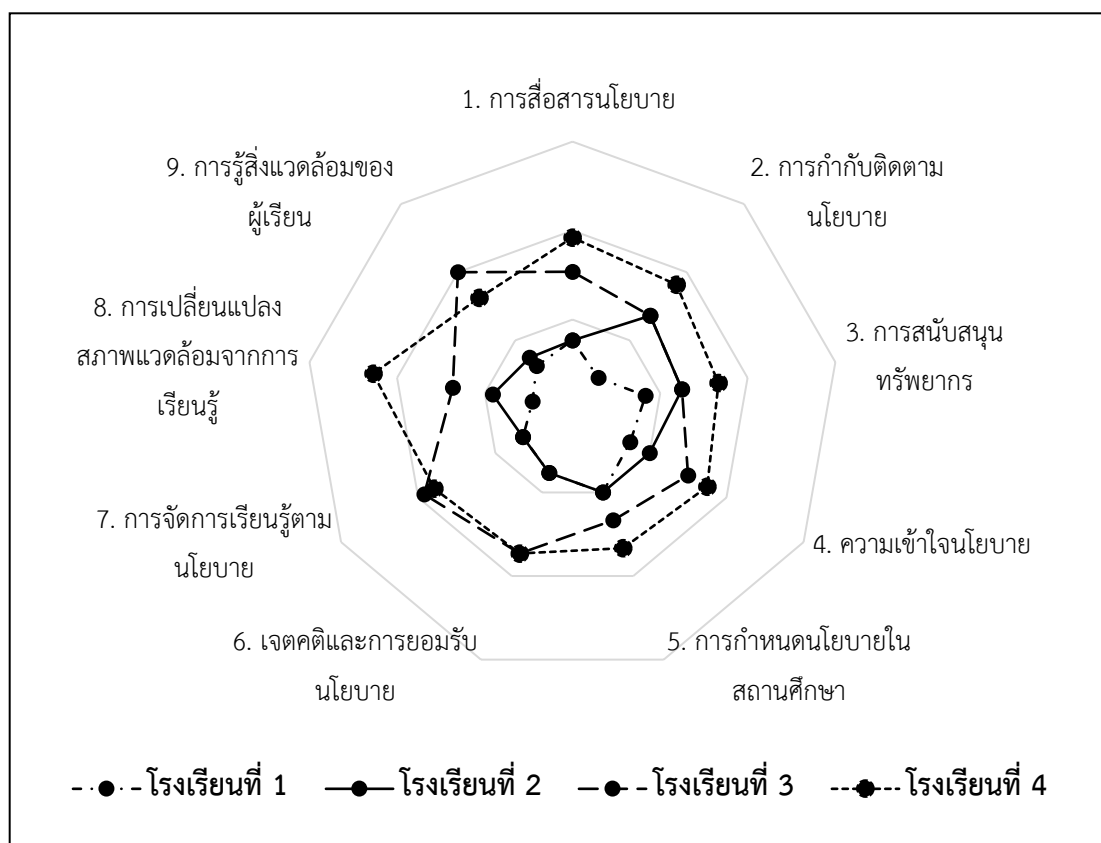 1. การสื่อสารนโยบาย
2. การกำกับติดตาม
นโยบาย
3. การสนับสนุน
ทรัพยากร
4. ความเข้าใจนโยบาย
5. การกำหนดนโยบายใน
สถานศึกษา
6. เจตคติและการยอมรับ
นโยบาย
7. การจัดการเรียนรู้ตาม
นโยบาย
8. การเปลี่ยนแปลง
สภาพแวดล้อมจากการ
เรียนรู้
9. การรู้สิ่งแวดล้อมของ
ผู้เรียน
โรงเรียนที่ 1 โรงเรียนที่ 2 โรงเรียนที่ 3 โรงเรียนที่ 4